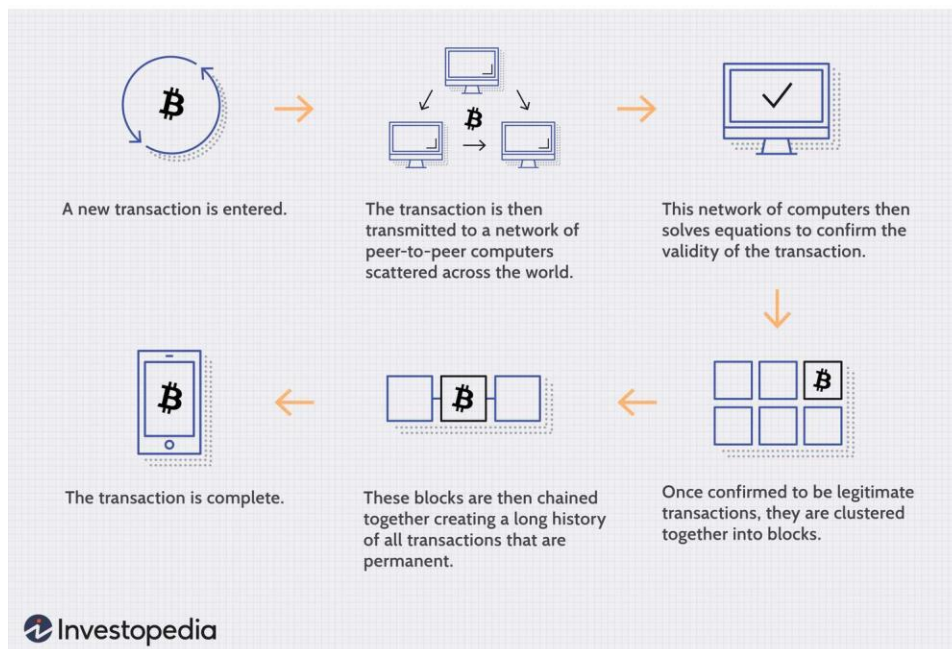 A new transaction is entered.
The transaction is then
transmitted to a network of
peer-to-peer computers
scattered across the world.
This network of computers then
solves equations to confirm the
validity of the transaction.
Once confirmed to be legitimate
transactions, they are clustered
together into blocks.
These blocks are then chained
together creating a long history
of all transactions that are
permanent.
The transaction is complete.
Investopedia